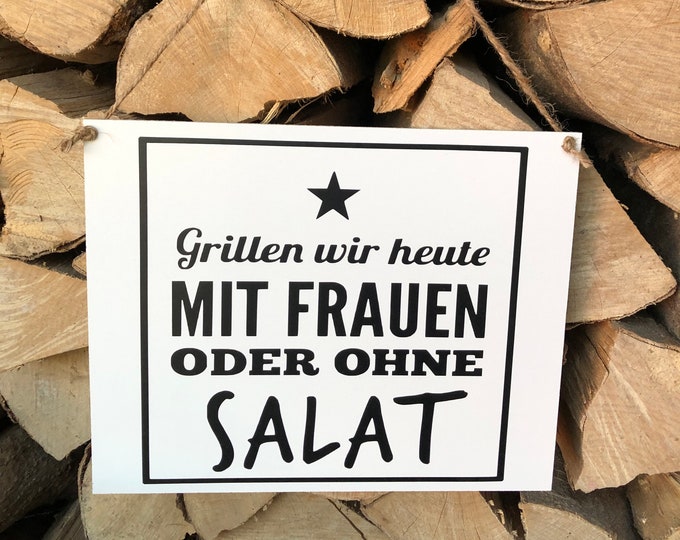 Grillen wir heute
MIT FRAUEN
ODER OHNE
SALAT